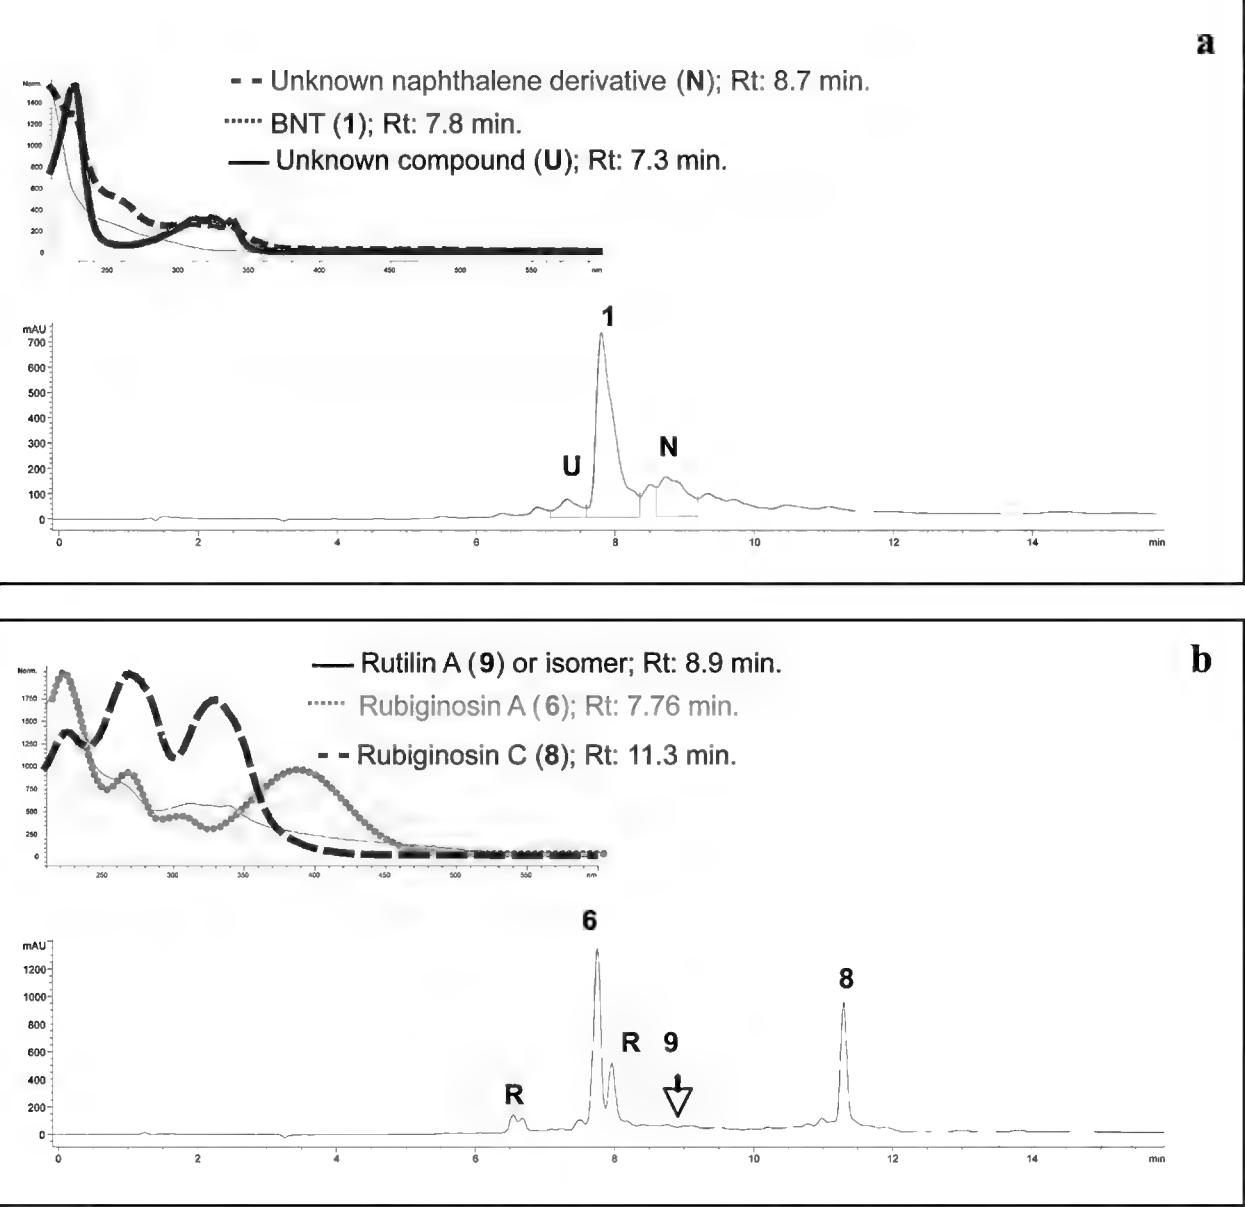 a
- - Unknown naphthalene derivative (N); Rt: 8.7 min.
BNT (1); Rt: 7.8 min.
Unknown compound (U); Rt: 7.3 min.
Norm.
1400
1200
1000
800
600
400
200
0
250 300 350 400 450 500 550 nm
1
mAU
700
600
500
400
300
200
100
0
U
N
0 2 4 6 8 10 12 14 min
b
Rutilin A (9) or isomer; Rt: 8.9 min.
Rubiginosin A (6); Rt: 7.76 min.
- - Rubiginosin C (8); Rt: 11.3 min.
Norm.
1750
1500
1250
1000
750
500
250
0
250 300 350 400 450 500 550 nm
6
mAU
1200
1000
800
600
400
200
0
8
R 9
R
0 2 4 6 8 10 12 14 min